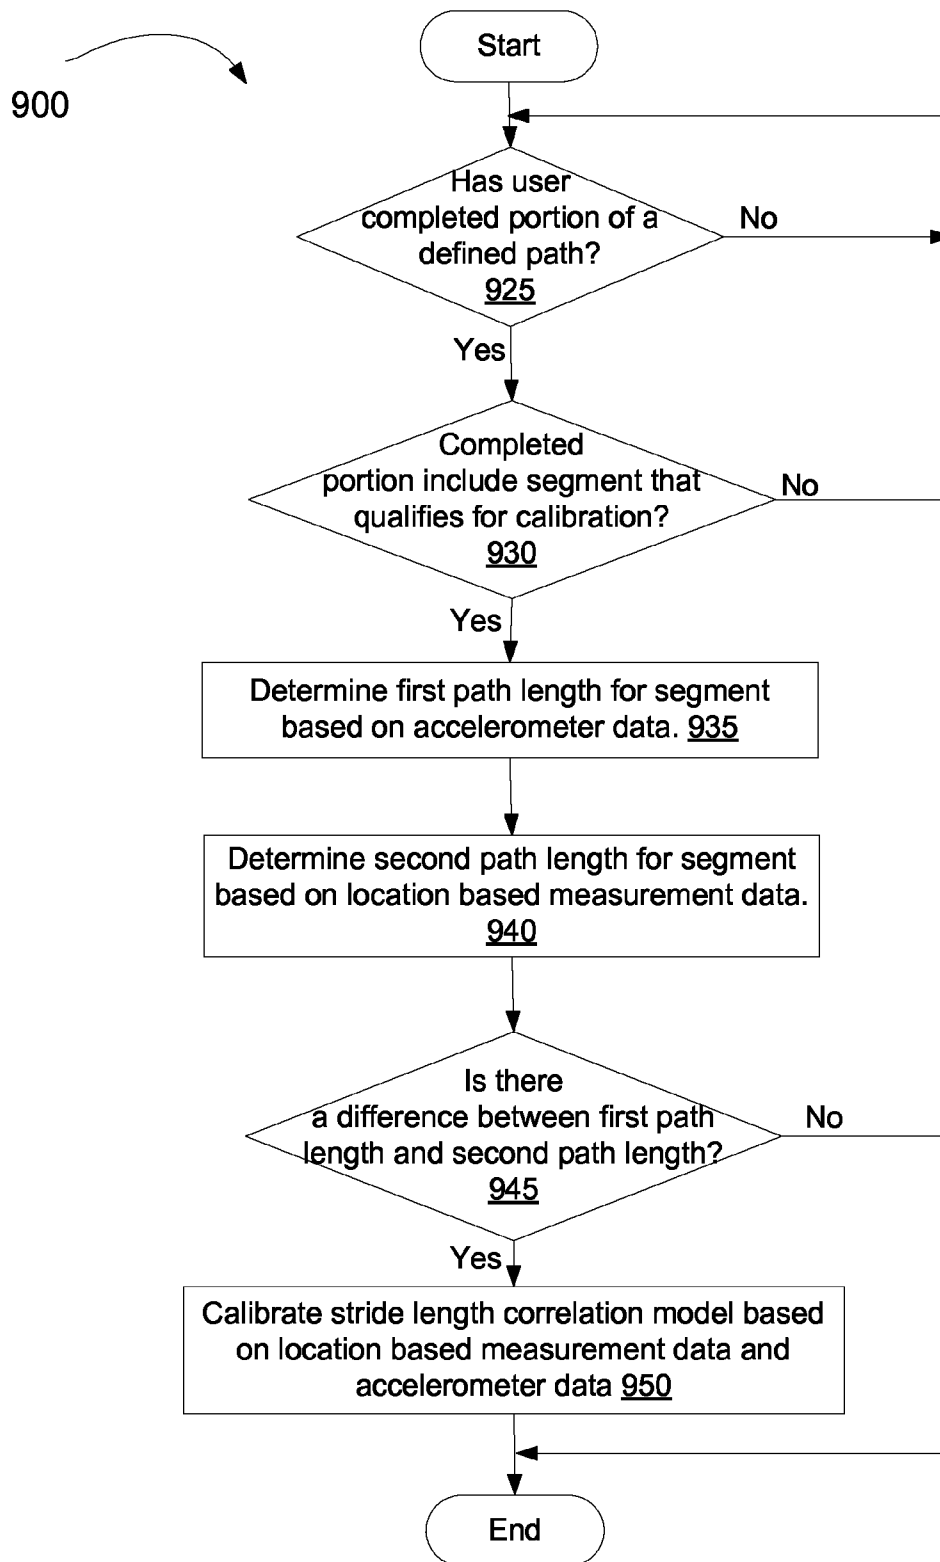 Start
900
Has user
completed portion of a
defined path?
925
No
Yes
Completed
portion include segment that
qualifies for calibration?
930
No
Yes
Determine first path length for segment
based on accelerometer data. 935
Determine second path length for segment
based on location based measurement data.
940
Is there
a difference between first path
length and second path length?
945
No
Yes
Calibrate stride length correlation model based
on location based measurement data and
accelerometer data 950
End